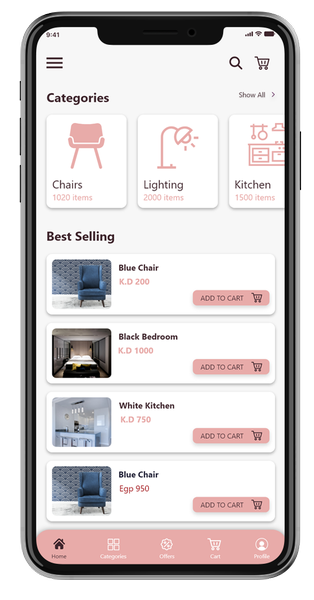 9:41
Categories
Show All >
Chairs
1020 items
Lighting
2000 items
Kitchen
1500 items
Best Selling
Blue Chair
K.D 200
ADD TO CART
Black Bedroom
K.D 1000
ADD TO CART
White Kitchen
K.D 750
ADD TO CART
Blue Chair
Egp 950
ADD TO CART
Home
Categories
Offers
Cart
Profile